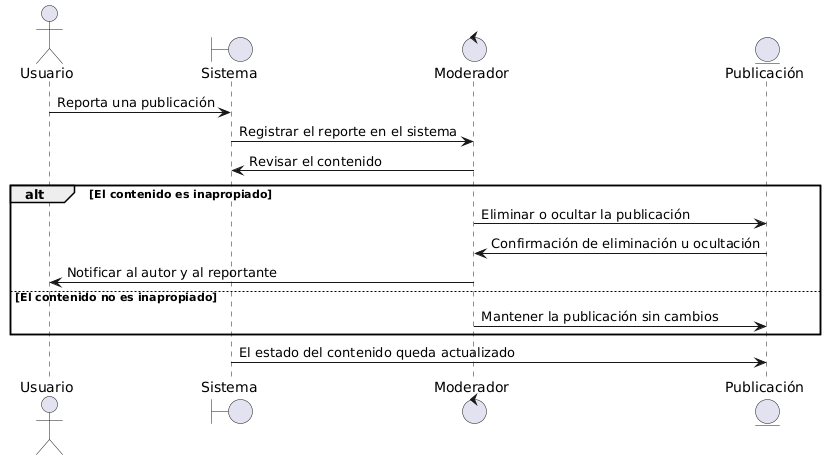 Usuario Sistema Moderador Publicación
Reporta una publicación
Registrar el reporte en el sistema
Revisar el contenido
alt [El contenido es inapropiado]
Eliminar o ocultar la publicación
Confirmación de eliminación u ocultación
Notificar al autor y al reportante
[El contenido no es inapropiado]
Mantener la publicación sin cambios
El estado del contenido queda actualizado
Usuario Sistema Moderador Publicación